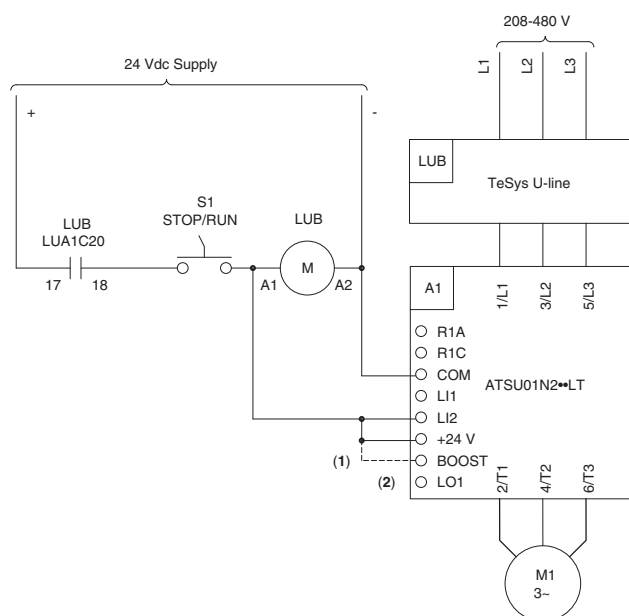 208-480 V
L1
L2
L3
24 Vdc Supply
+
-
LUB
TeSys U-line
LUB
LUA1C20
S1
STOP/RUN
LUB
M
17
18
A1
A2
A1
1/L1
3/L2
5/L3
R1A
R1C
COM
ATSU01N2••LT
LI1
LI2
+24 V
(1)
BOOST
(2)
LO1
2/T1
4/T2
6/T3
M1
3~